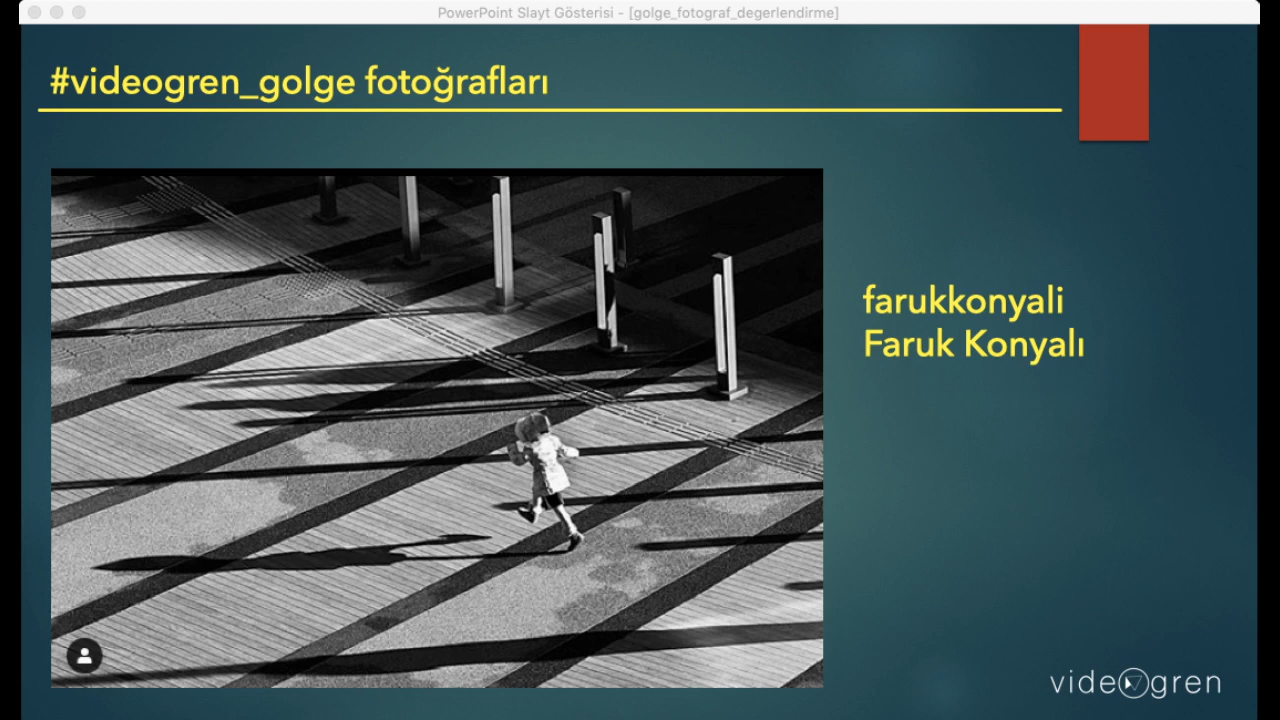 PowerPoint Slayt Gösterisi - [golge_fotograf_degerlendirme]
#videogren_golge fotoğrafları
farukkonyali
Faruk Konyalı
videogren